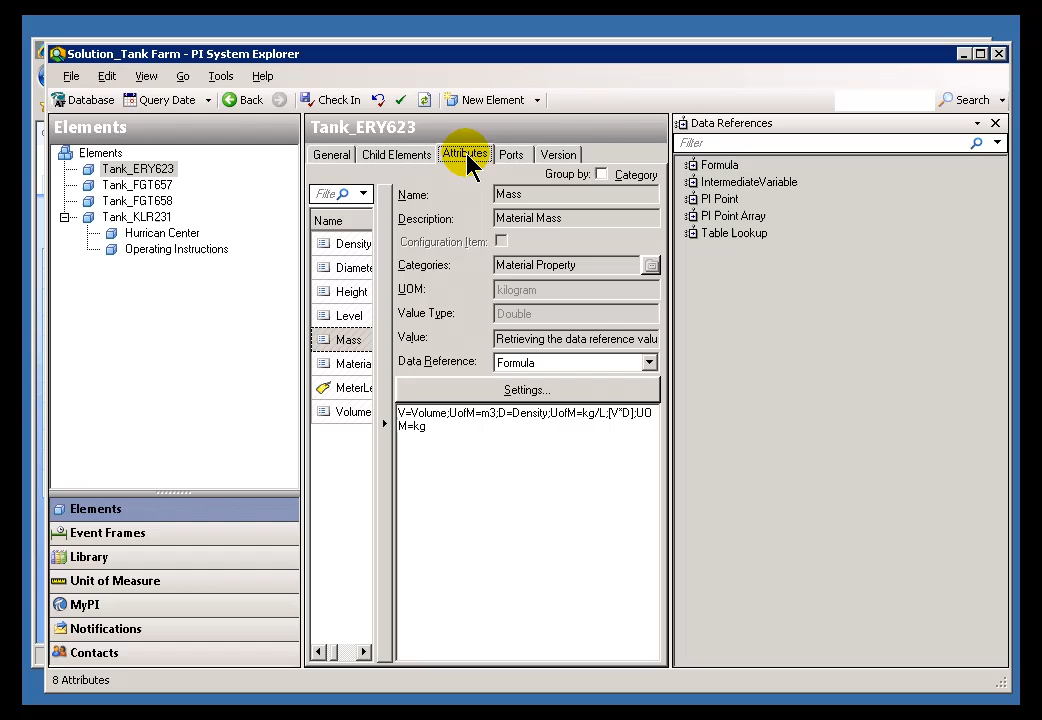 Solution_Tank Farm - PI System Explorer
File Edit View Go Tools Help
Database Query Date Back Check In New Element Search
Elements
Elements
Tank_ERY623
Tank_FGT657
Tank_FGT658
Tank_KLR231
Hurrican Center
Operating Instructions
Elements
Event Frames
Library
Unit of Measure
MyPI
Notifications
Contacts
Tank_ERY623
General Child Elements Attributes Ports Version
Group by: Category
Filte
Name
Density
Diamete
Height
Level
Mass
Materia
MeterLe
Volume
Name: Mass
Description: Material Mass
Configuration Item:
Categories: Material Property
UOM: kilogram
Value Type: Double
Value: Retrieving the data reference valu
Data Reference: Formula
Settings...
V=Volume;UofM=m3;D=Density;UofM=kg/L;[V*D];UO
M=kg
Data References
Filter
Formula
IntermediateVariable
PI Point
PI Point Array
Table Lookup
8 Attributes